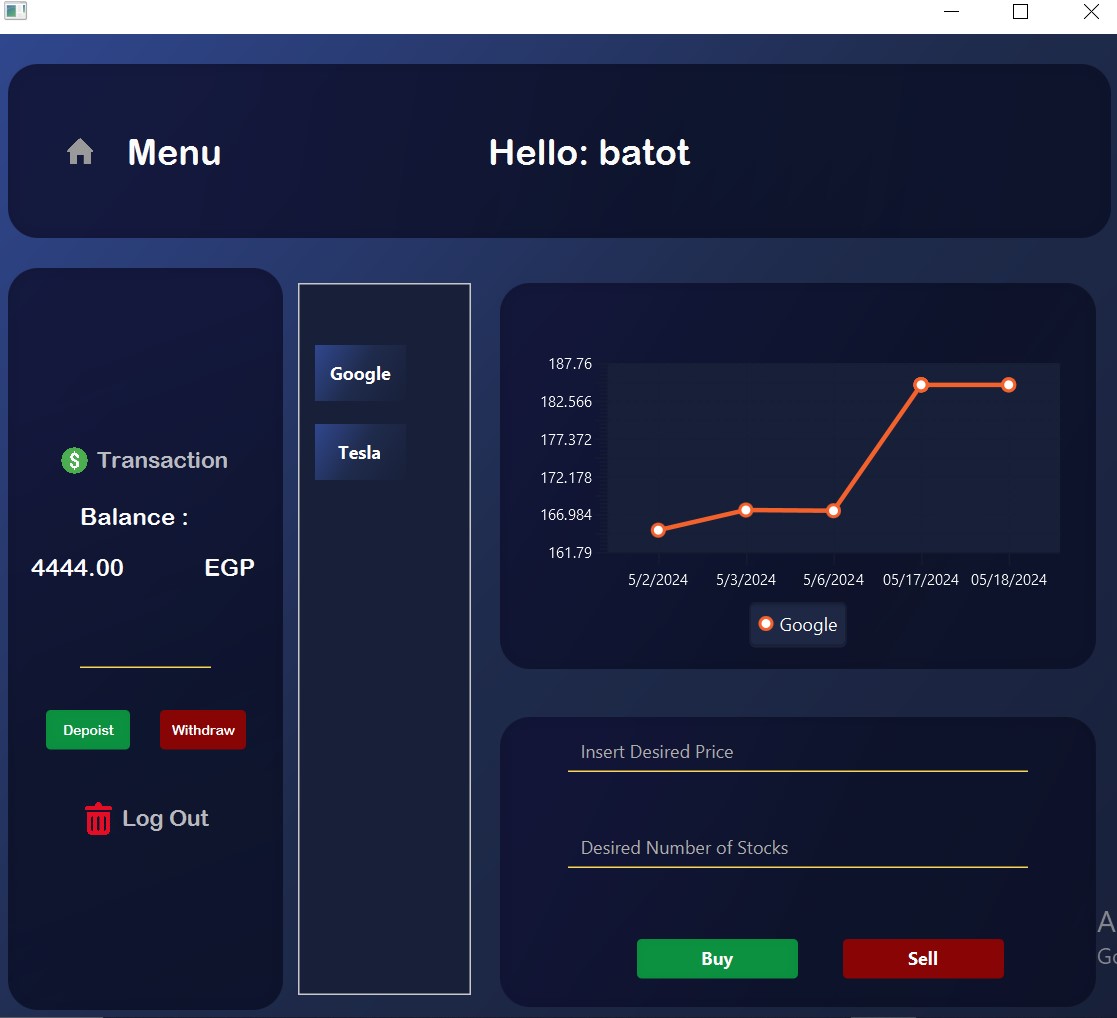 Menu
Hello: batot
Transaction
Balance :
4444.00 EGP
Depoist
Withdraw
Log Out
Google
Tesla
187.76
182.566
177.372
172.178
166.984
161.79
5/2/2024 5/3/2024 5/6/2024 05/17/2024 05/18/2024
Google
Insert Desired Price
Desired Number of Stocks
Buy
Sell